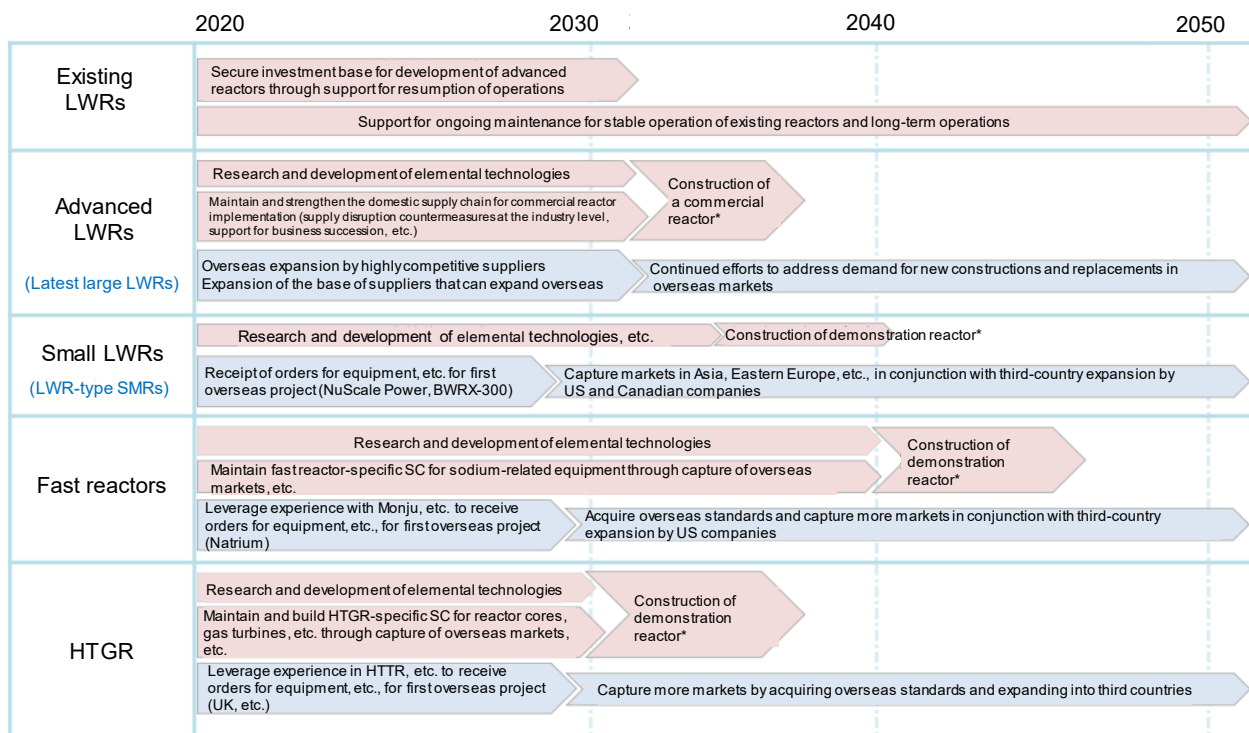 2020 2030 2040 2050
Existing
LWRs
Secure investment base for development of advanced
reactors through support for resumption of operations
Support for ongoing maintenance for stable operation of existing reactors and long-term operations
Advanced
LWRs
(Latest large LWRs)
Research and development of elemental technologies
Maintain and strengthen the domestic supply chain for commercial reactor
implementation (supply disruption countermeasures at the industry level,
support for business succession, etc.)
Construction of
a commercial
reactor*
Overseas expansion by highly competitive suppliers
Expansion of the base of suppliers that can expand overseas
Continued efforts to address demand for new constructions and replacements in
overseas markets
Small LWRs
(LWR-type SMRs)
Research and development of elemental technologies, etc.
Construction of demonstration reactor*
Receipt of orders for equipment, etc. for first
overseas project (NuScale Power, BWRX-300)
Capture markets in Asia, Eastern Europe, etc., in conjunction with third-country expansion by
US and Canadian companies
Fast reactors
Research and development of elemental technologies
Maintain fast reactor-specific SC for sodium-related equipment through capture of overseas
markets, etc.
Construction of
demonstration
reactor*
Leverage experience with Monju, etc. to receive
orders for equipment, etc., for first overseas project
(Natrium)
Acquire overseas standards and capture more markets in conjunction with third-country
expansion by US companies
HTGR
Research and development of elemental technologies
Maintain and build HTGR-specific SC for reactor cores,
gas turbines, etc. through capture of overseas markets,
etc.
Construction of
demonstration
reactor*
Leverage experience in HTTR, etc. to receive
orders for equipment, etc., for first overseas project
(UK, etc.)
Capture more markets by acquiring overseas standards and expanding into third countries